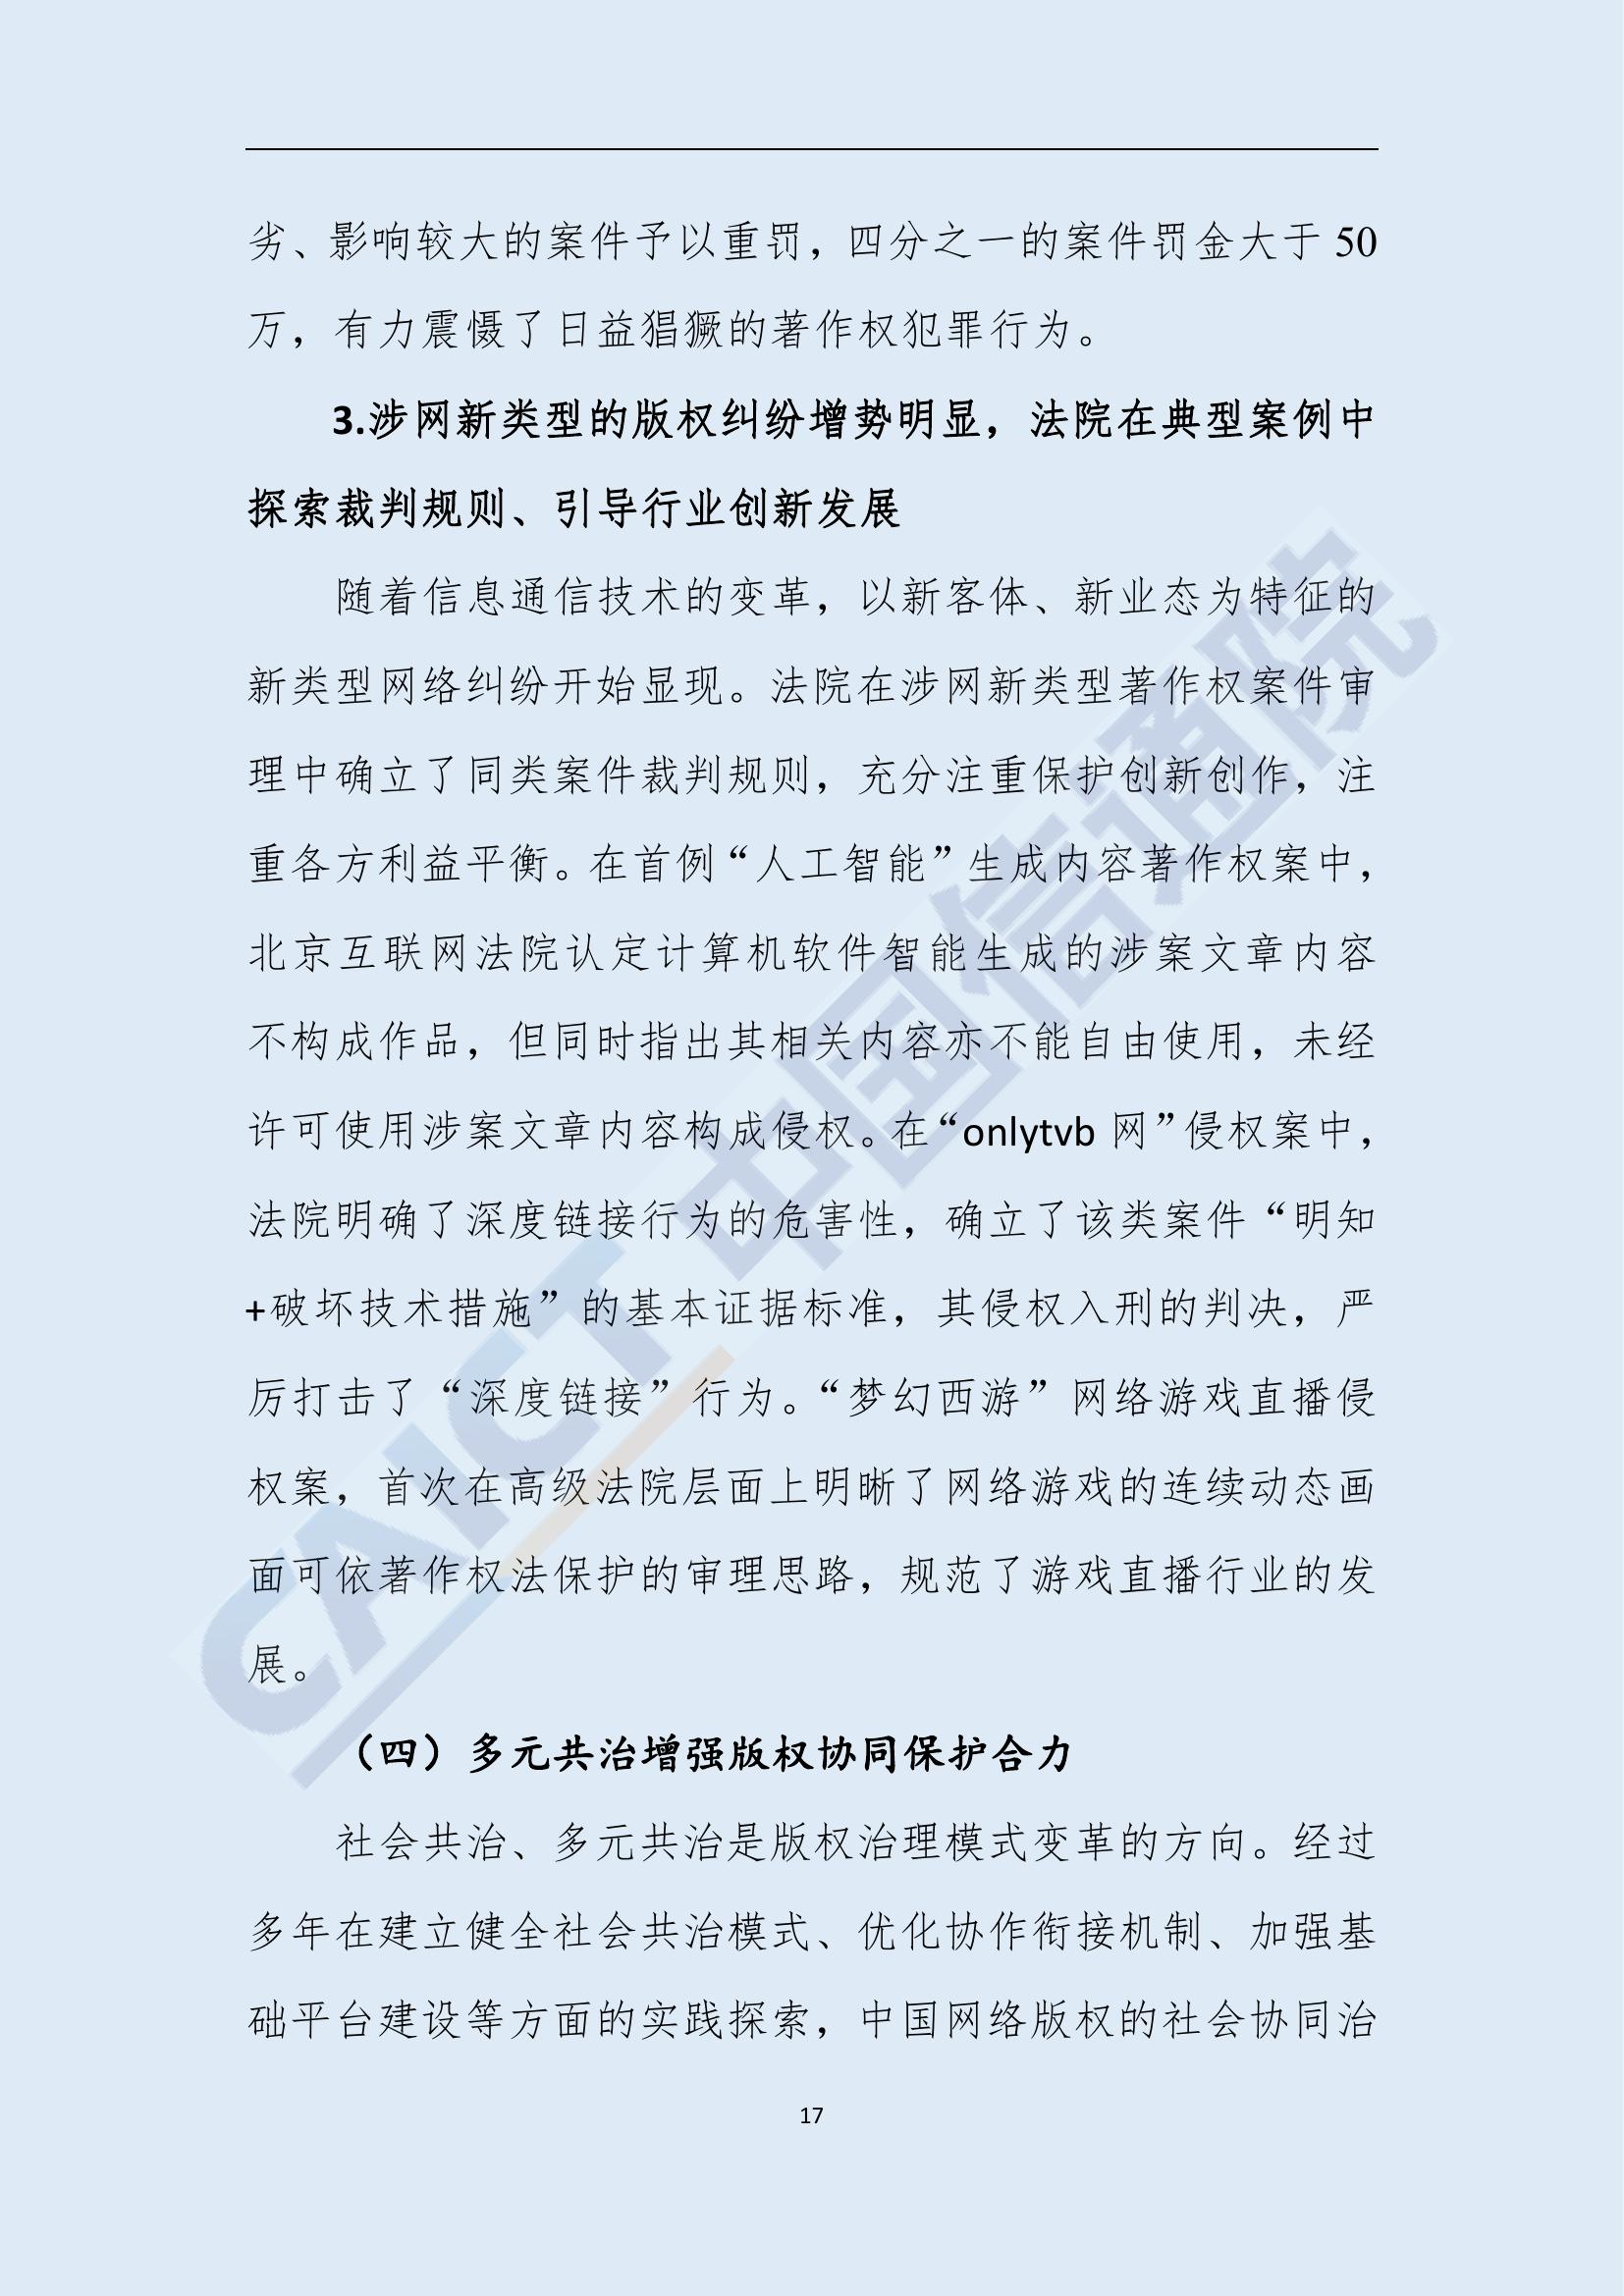 劣、影响较大的案件予以重罚，四分之一的案件罚金大于 50
万，有力震慑了日益猖獗的著作权犯罪行为。
3.涉网新类型的版权纠纷增势明显，法院在典型案例中
探索裁判规则、引导行业创新发展
随着信息通信技术的变革，以新客体、新业态为特征的
新类型网络纠纷开始显现。法院在涉网新类型著作权案件审
理中确立了同类案件裁判规则，充分注重保护创新创作，注
重各方利益平衡。在首例“人工智能”生成内容著作权案中，
北京互联网法院认定计算机软件智能生成的涉案文章内容
不构成作品，但同时指出其相关内容亦不能自由使用，未经
许可使用涉案文章内容构成侵权。在“onlytvb 网”侵权案中，
法院明确了深度链接行为的危害性，确立了该类案件“明知
+破坏技术措施”的基本证据标准，其侵权入刑的判决，严
厉打击了“深度链接”行为。“梦幻西游”网络游戏直播侵
权案，首次在高级法院层面上明晰了网络游戏的连续动态画
面可依著作权法保护的审理思路，规范了游戏直播行业的发
展。
（四）多元共治增强版权协同保护合力
社会共治、多元共治是版权治理模式变革的方向。经过
多年在建立健全社会共治模式、优化协作衔接机制、加强基
础平台建设等方面的实践探索，中国网络版权的社会协同治
17
CAICT 中国信通院